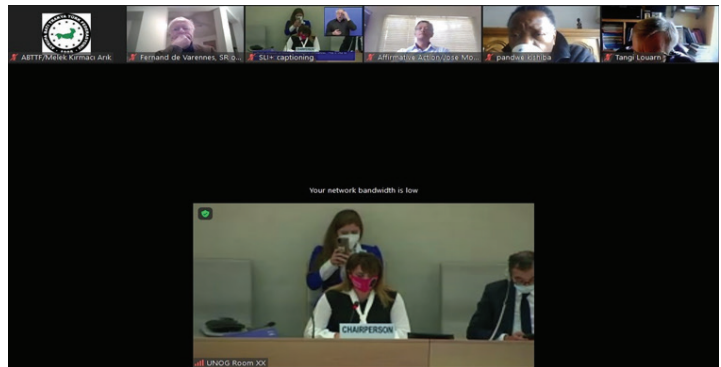 ABTTF/Melek Kırmacı Arık
Fernand de Varennes, SR o...
SLI+ captioning
Affirmative Action/Jose Mo...
Tangi Louarn
Your network bandwidth is low
CHAIRPERSON
UNOG Room XX